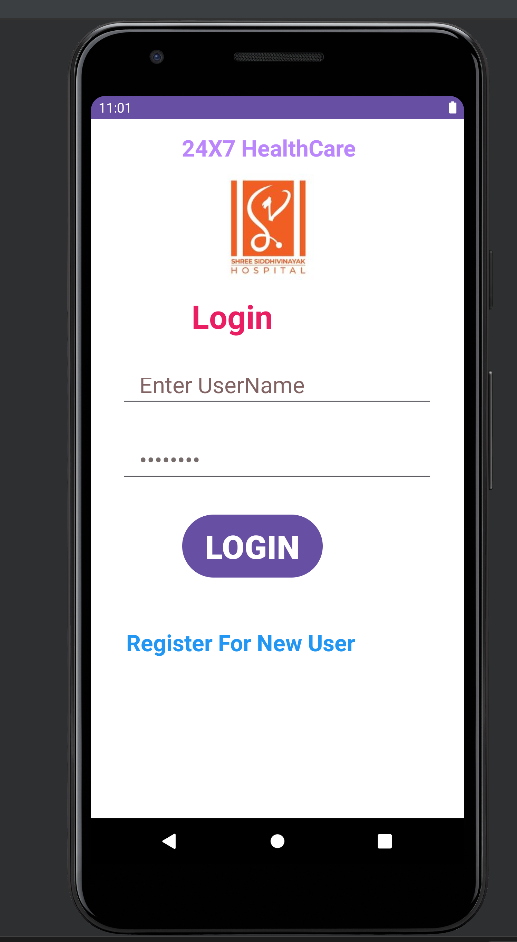 11:01
24X7 HealthCare
SHREE SIDDHIVINAYAK
HOSPITAL
Login
Enter UserName
••••••••
LOGIN
Register For New User